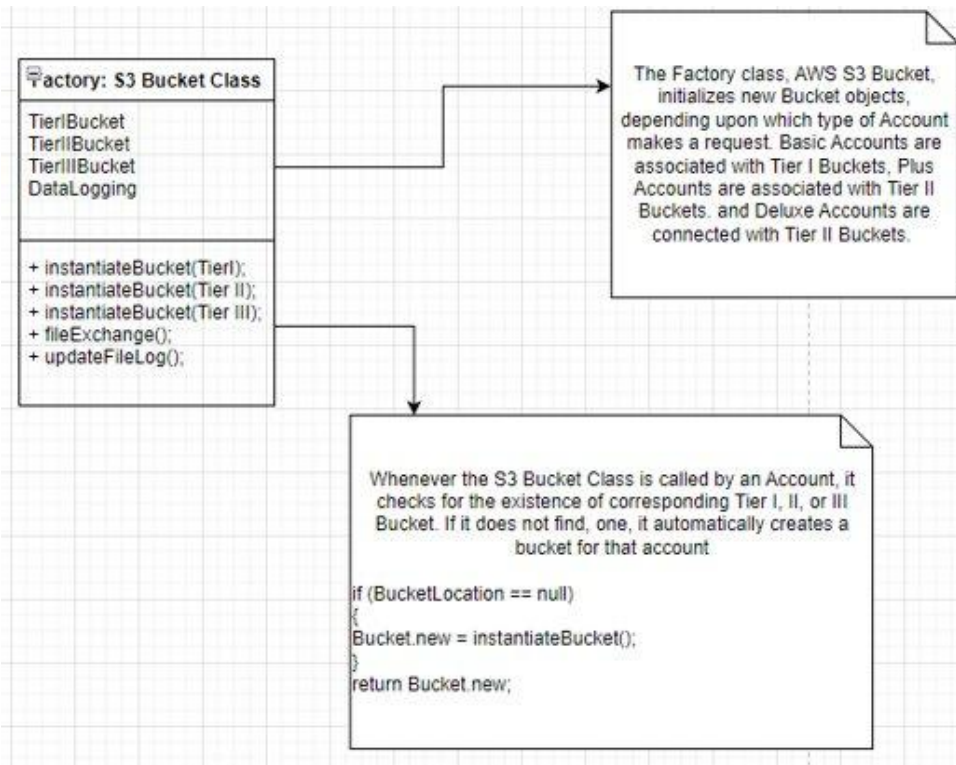 Factory: S3 Bucket Class
TierIBucket
TierIIBucket
TierIIIBucket
DataLogging
+ instantiateBucket(TierI);
+ instantiateBucket(Tier II);
+ instantiateBucket(Tier III);
+ fileExchange();
+ updateFileLog();
The Factory class, AWS S3 Bucket,
initializes new Bucket objects,
depending upon which type of Account
makes a request. Basic Accounts are
associated with Tier I Buckets, Plus
Accounts are associated with Tier II
Buckets. and Deluxe Accounts are
connected with Tier II Buckets.
Whenever the S3 Bucket Class is called by an Account, it
checks for the existence of corresponding Tier I, II, or III
Bucket. If it does not find, one, it automatically creates a
bucket for that account
if (BucketLocation == null)
{
Bucket.new = instantiateBucket();
}
return Bucket.new;